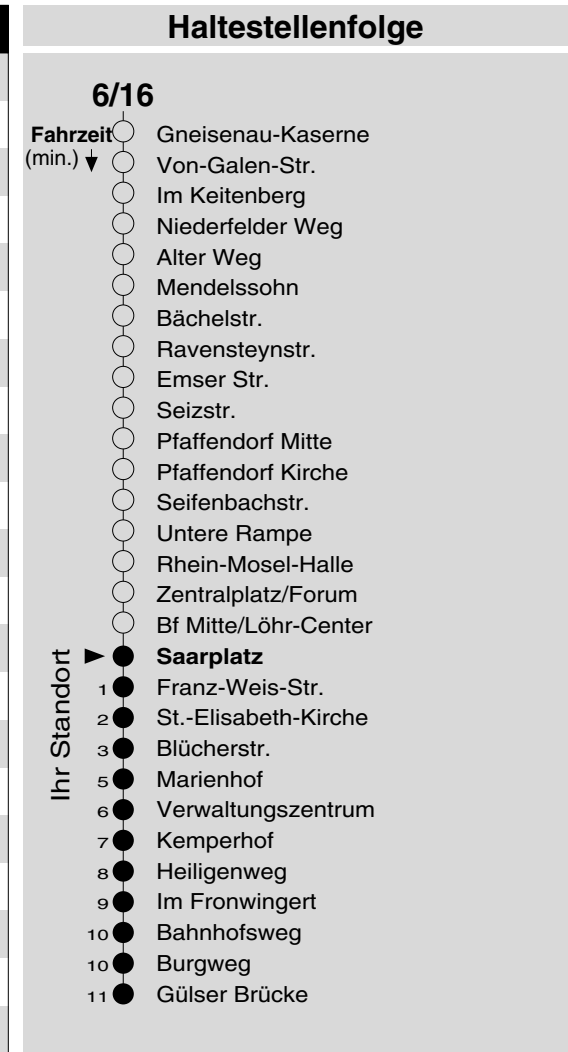 Haltestellenfolge
6/16
Fahrzeit Gneisenau-Kaserne
(min.) Von-Galen-Str.
Im Keitenberg
Niederfelder Weg
Alter Weg
Mendelssohn
Bächelstr.
Ravensteynstr.
Emser Str.
Seizstr.
Pfaffendorf Mitte
Pfaffendorf Kirche
Seifenbachstr.
Untere Rampe
Rhein-Mosel-Halle
Zentralplatz/Forum
Bf Mitte/Löhr-Center
Ihr Standort
Saarplatz
1 Franz-Weis-Str.
2 St.-Elisabeth-Kirche
3 Blücherstr.
5 Marienhof
6 Verwaltungszentrum
7 Kemperhof
8 Heiligenweg
9 Im Fronwingert
10 Bahnhofsweg
10 Burgweg
11 Gülser Brücke